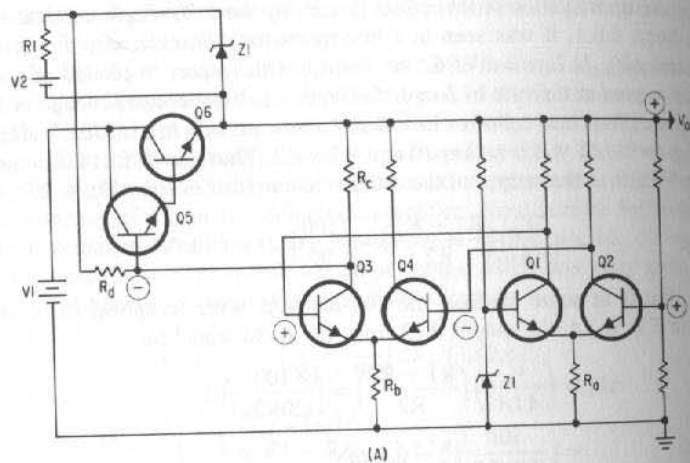 R1
Z1
V2
Q6
+
Vo
Q5
Rc
Rd
−
Q3
Q4
Q1
Q2
V1
+
−
+
Z1
Rb
Ra
(A)